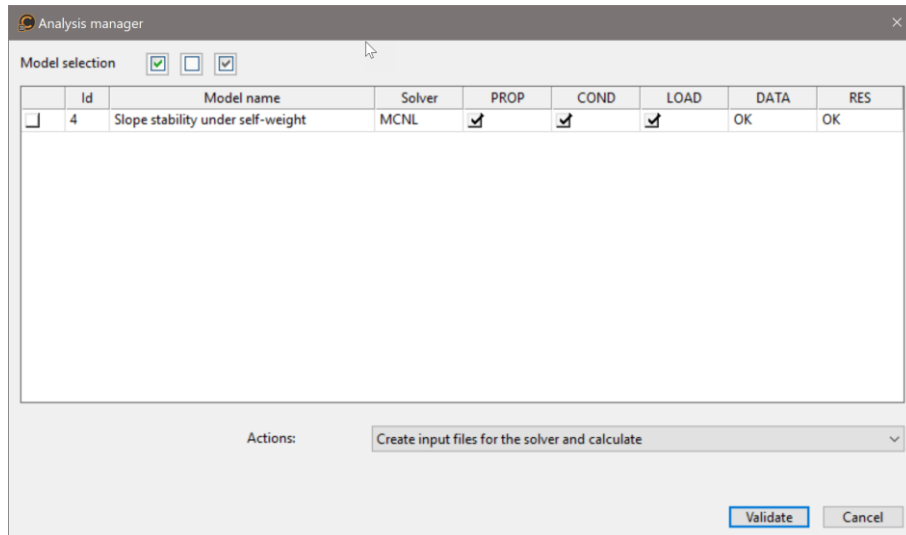 Analysis manager
Model selection
Id Model name Solver PROP COND LOAD DATA RES
4 Slope stability under self-weight MCNL OK OK
Actions: Create input files for the solver and calculate
Validate Cancel